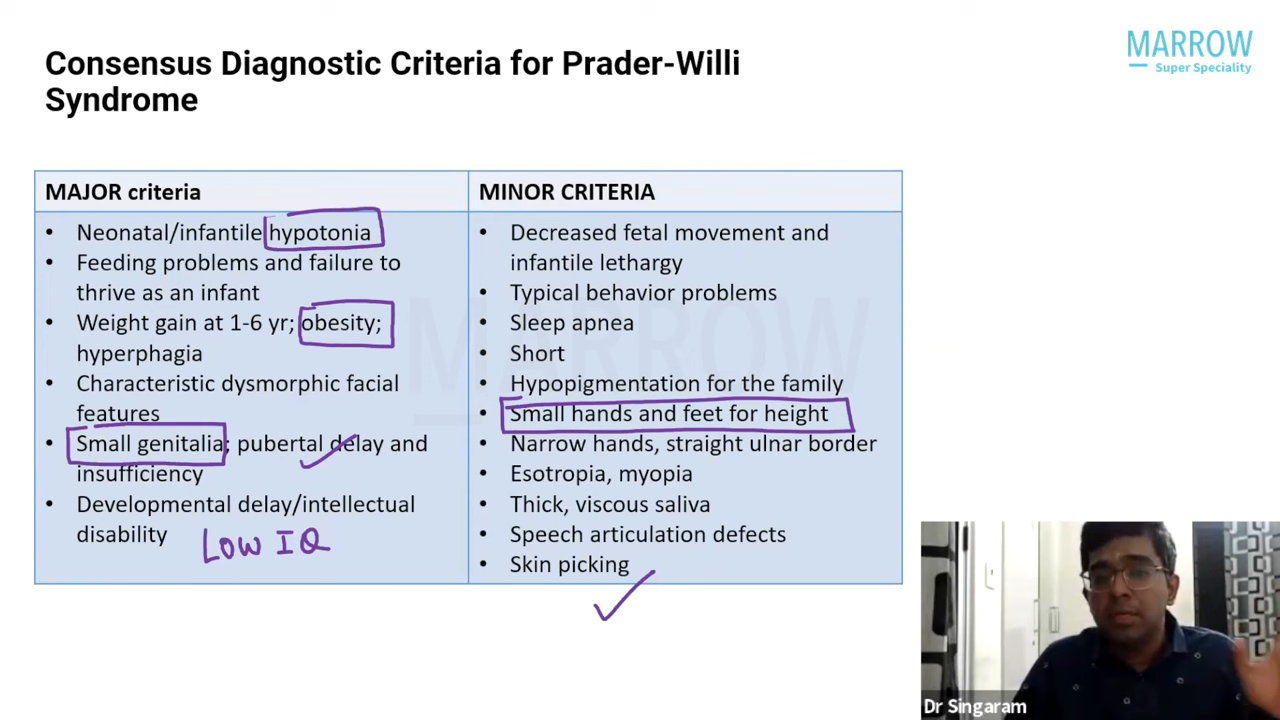 Consensus Diagnostic Criteria for Prader-Willi
Syndrome
MARROW
Super Speciality
MAJOR criteria
• Neonatal/infantile hypotonia
• Feeding problems and failure to
thrive as an infant
• Weight gain at 1-6 yr; obesity;
hyperphagia
• Characteristic dysmorphic facial
features
• Small genitalia; pubertal delay and
insufficiency
• Developmental delay/intellectual
disability
Low IQ
MINOR CRITERIA
• Decreased fetal movement and
infantile lethargy
• Typical behavior problems
• Sleep apnea
• Short
• Hypopigmentation for the family
• Small hands and feet for height
• Narrow hands, straight ulnar border
• Esotropia, myopia
• Thick, viscous saliva
• Speech articulation defects
• Skin picking
MARROW
Dr Singaram